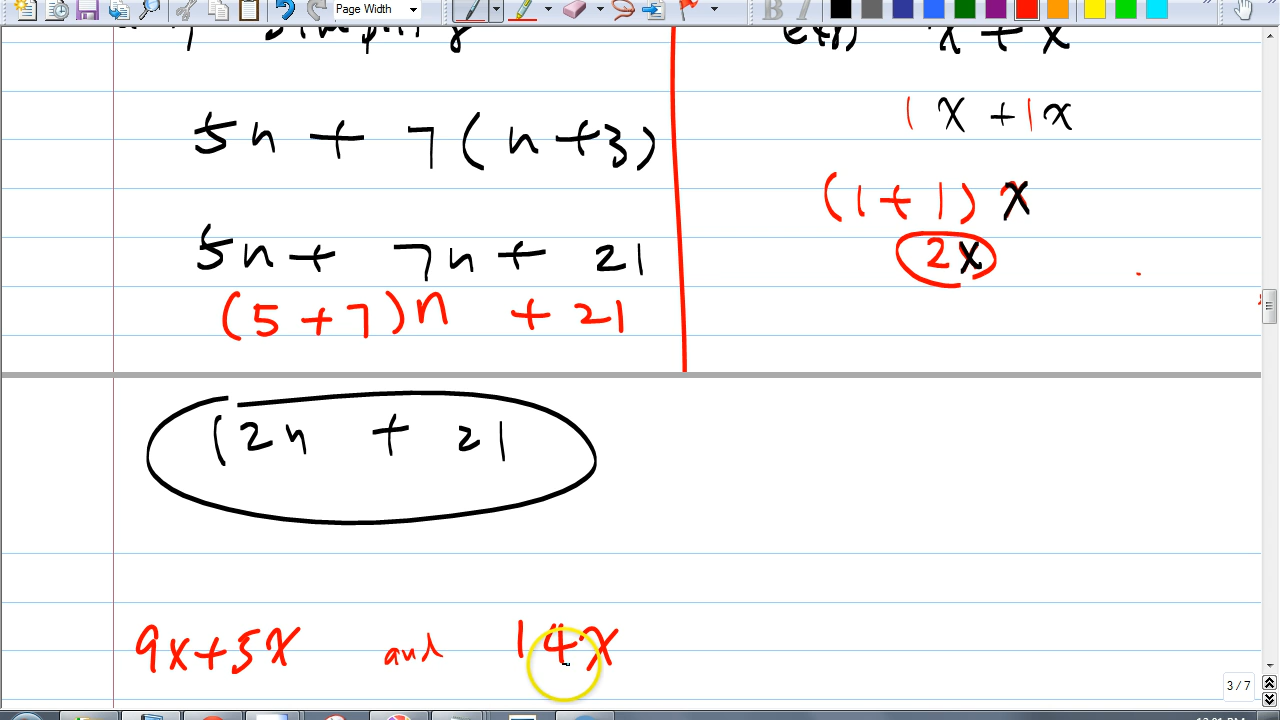 Page Width
simplify
5n + 7(n+3)
5n + 7n + 21
(5+7)n + 21
12n + 21
9x+5x and 14x
x + x
1x + 1x
(1+1)x
2x
3/7